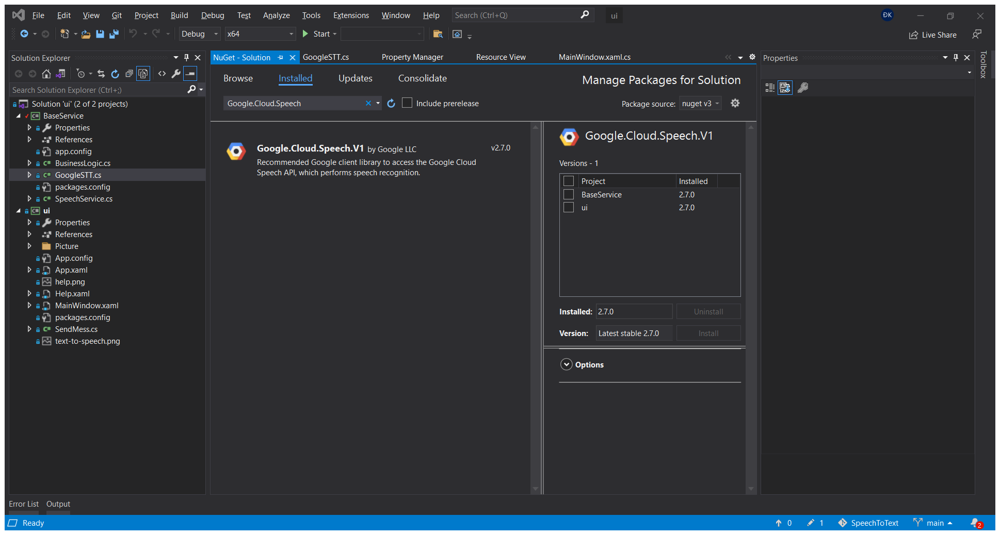 File Edit View Git Project Build Debug Test Analyze Tools Extensions Window Help Search (Ctrl+Q) ui ĐK
Debug x64 Start Live Share
Solution Explorer
Search Solution Explorer (Ctrl+;)
Solution 'ui' (2 of 2 projects)
C# BaseService
Properties
References
app.config
C# BusinessLogic.cs
C# GoogleSTT.cs
packages.config
C# SpeechService.cs
C# ui
Properties
References
Picture
App.config
App.xaml
help.png
Help.xaml
MainWindow.xaml
packages.config
C# SendMess.cs
text-to-speech.png
NuGet - Solution GoogleSTT.cs Property Manager Resource View MainWindow.xaml.cs
Browse Installed Updates Consolidate Manage Packages for Solution
Google.Cloud.Speech Include prerelease Package source: nuget v3
Google.Cloud.Speech.V1 by Google LLC v2.7.0
Recommended Google client library to access the Google Cloud
Speech API, which performs speech recognition.
Google.Cloud.Speech.V1
Versions - 1
Project Installed
BaseService 2.7.0
ui 2.7.0
Installed: 2.7.0 Uninstall
Version: Latest stable 2.7.0 Install
Options
Properties
Toolbox
Error List Output
Ready 0 1 SpeechToText main 2